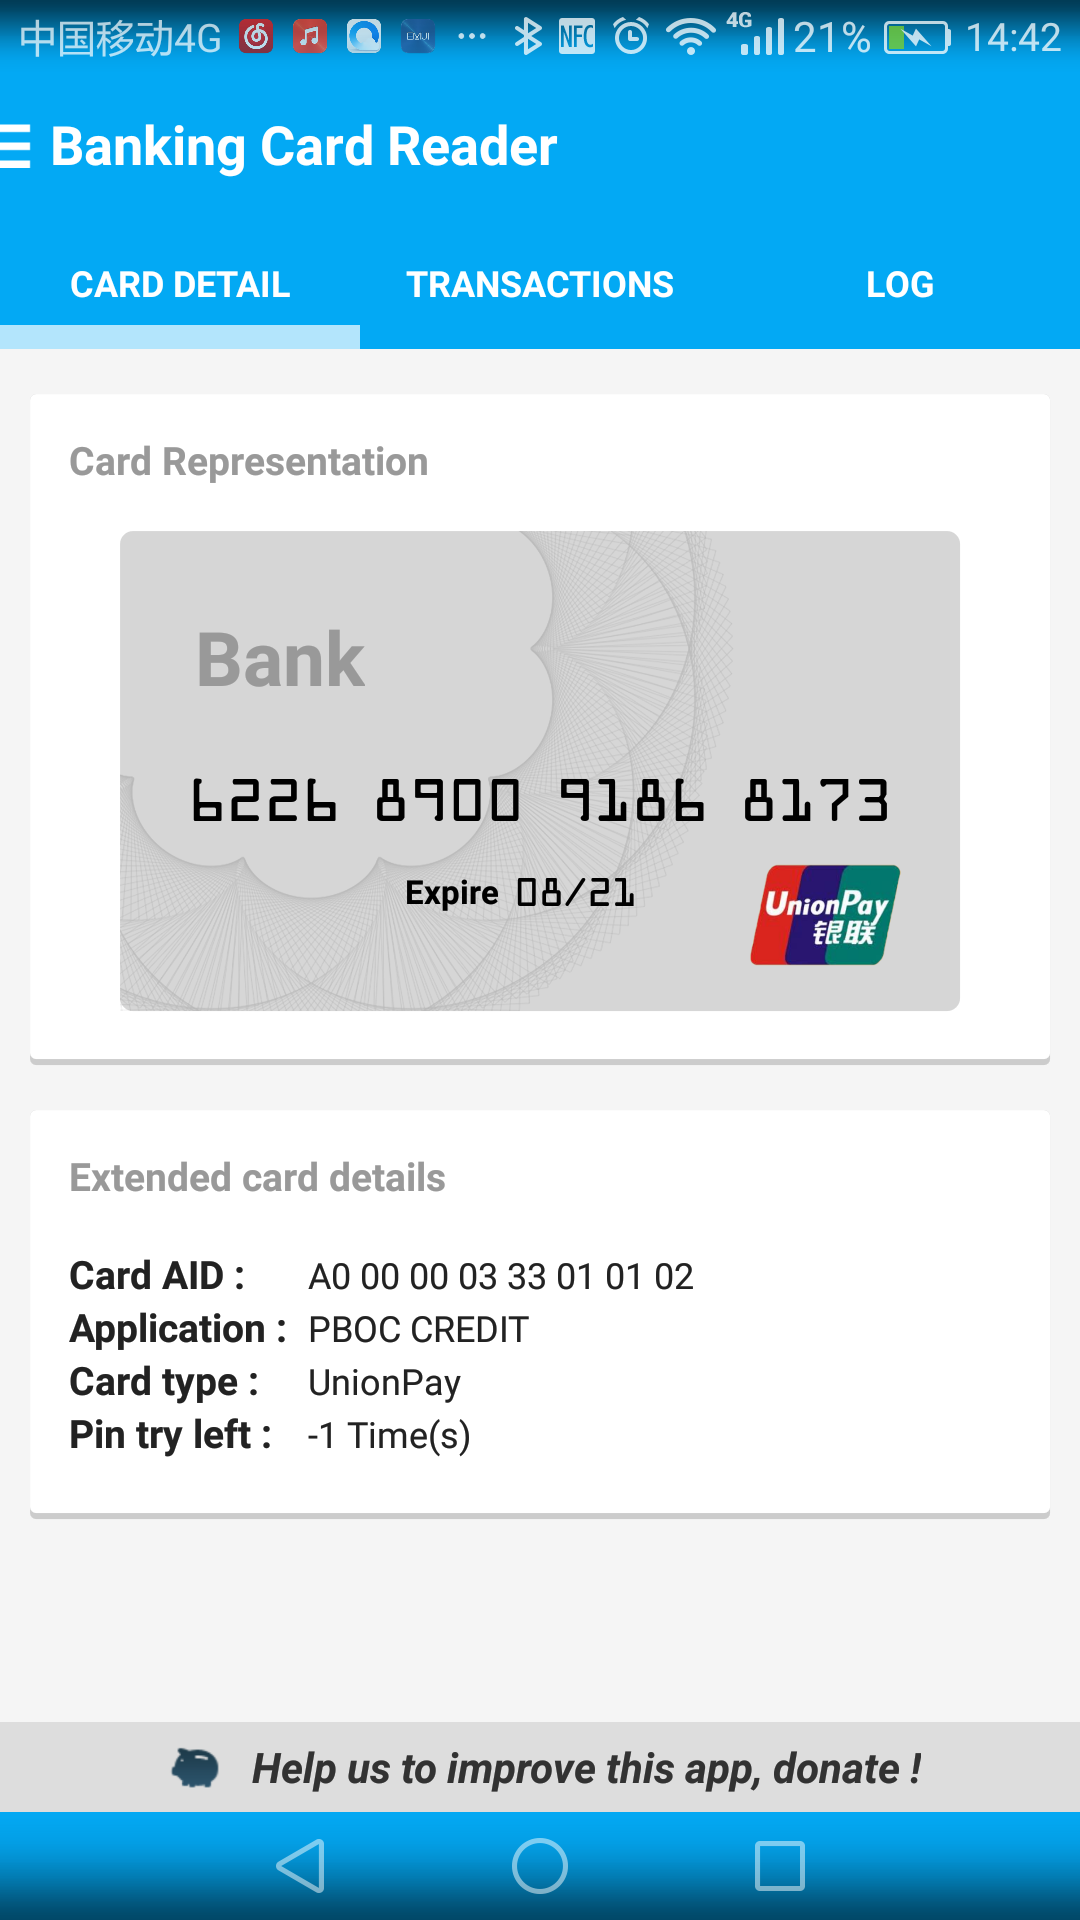 中国移动4G EMUI ... NFC 4G 21% 14:42
Banking Card Reader
CARD DETAIL TRANSACTIONS LOG
Card Representation
Bank
6226 8900 9186 8173
Expire 08/21
UnionPay
银联
Extended card details
Card AID : A0 00 00 03 33 01 01 02
Application : PBOC CREDIT
Card type : UnionPay
Pin try left : -1 Time(s)
Help us to improve this app, donate !